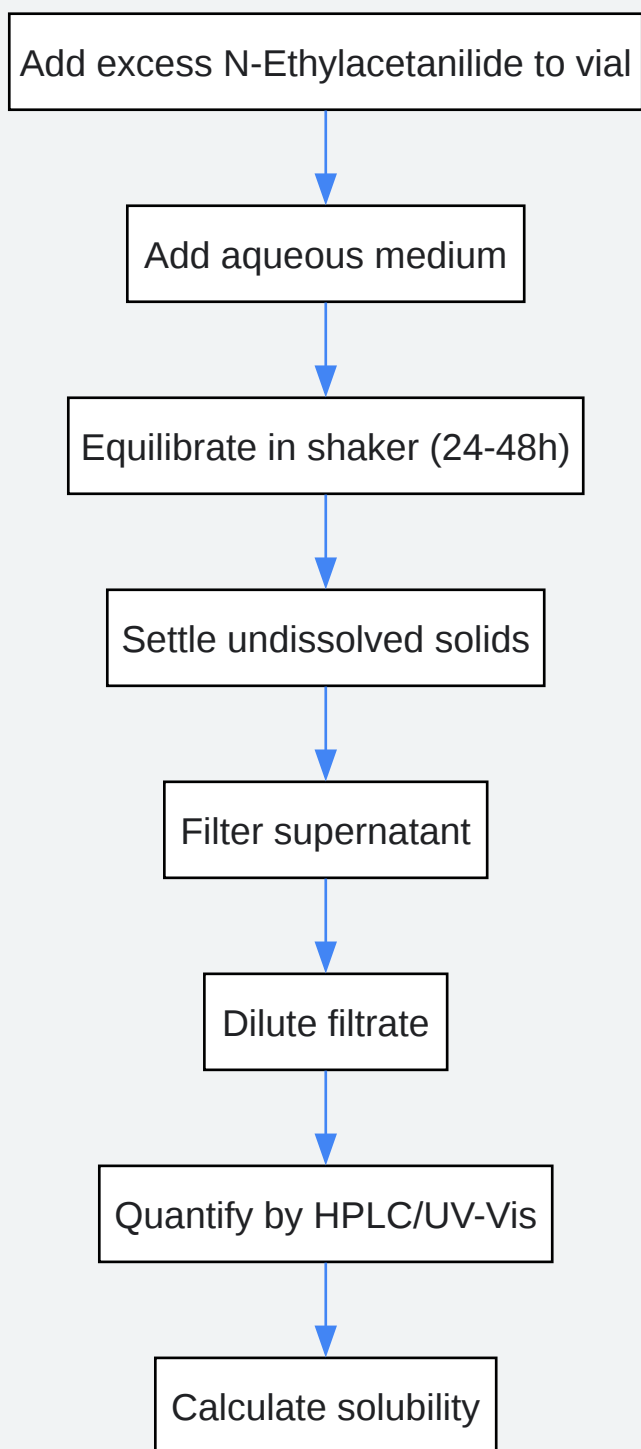 Add excess N-Ethylacetanilide to vial
Add aqueous medium
Equilibrate in shaker (24-48h)
Settle undissolved solids
Filter supernatant
Dilute filtrate
Quantify by HPLC/UV-Vis
Calculate solubility